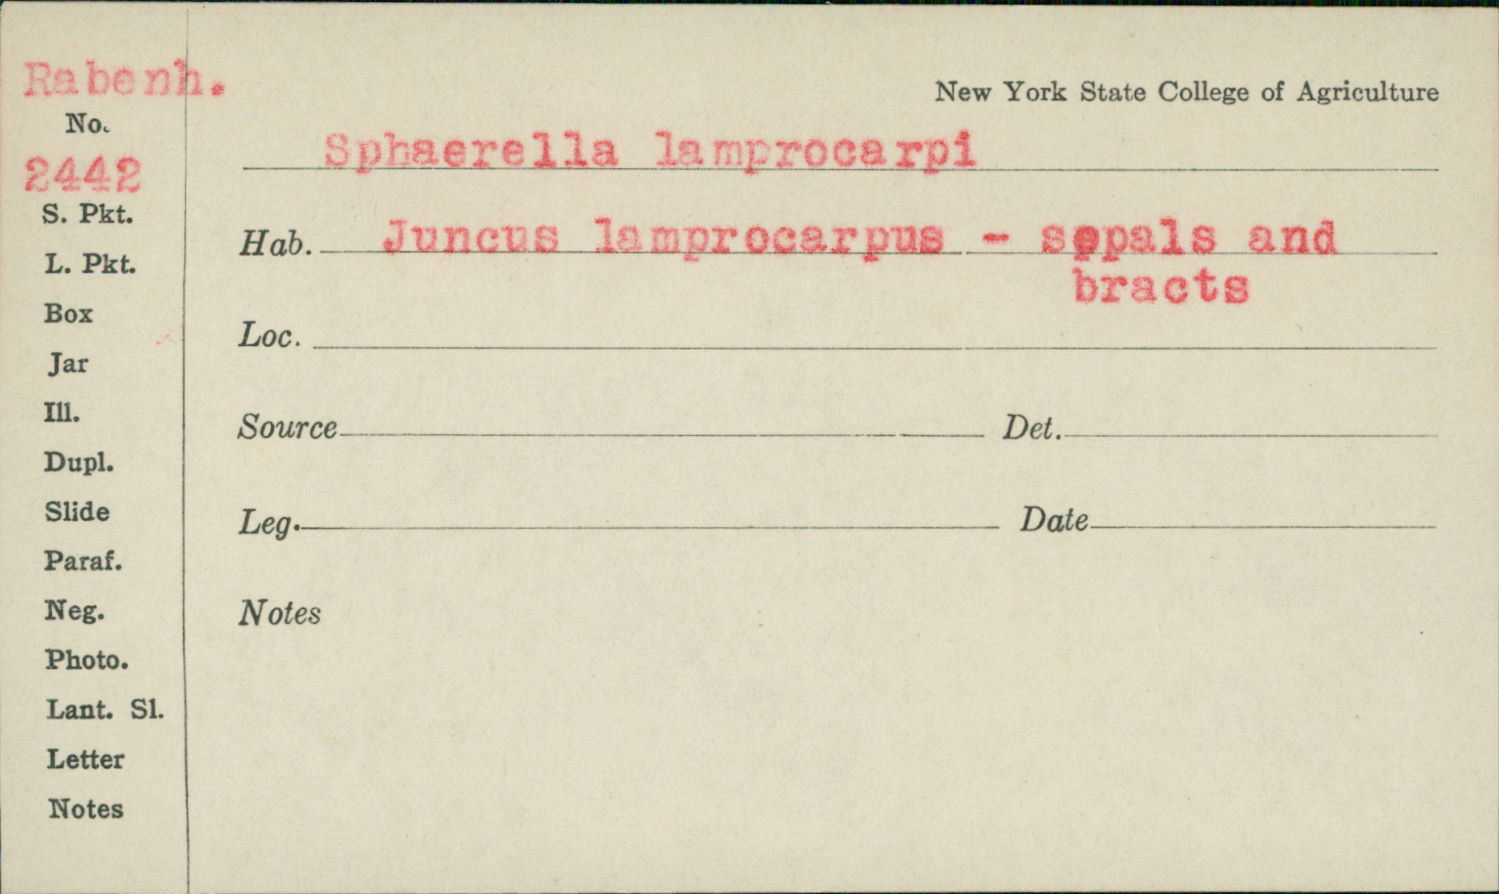 Rabenh.
New York State College of Agriculture
No.
2442
Sphaerella lamprocarpi
S. Pkt.
Hab. Juncus lamprocarpus - sepals and
bracts
L. Pkt.
Box
Loc.
Jar
Ill.
Source Det.
Dupl.
Slide
Leg. Date
Paraf.
Neg.
Notes
Photo.
Lant. Sl.
Letter
Notes